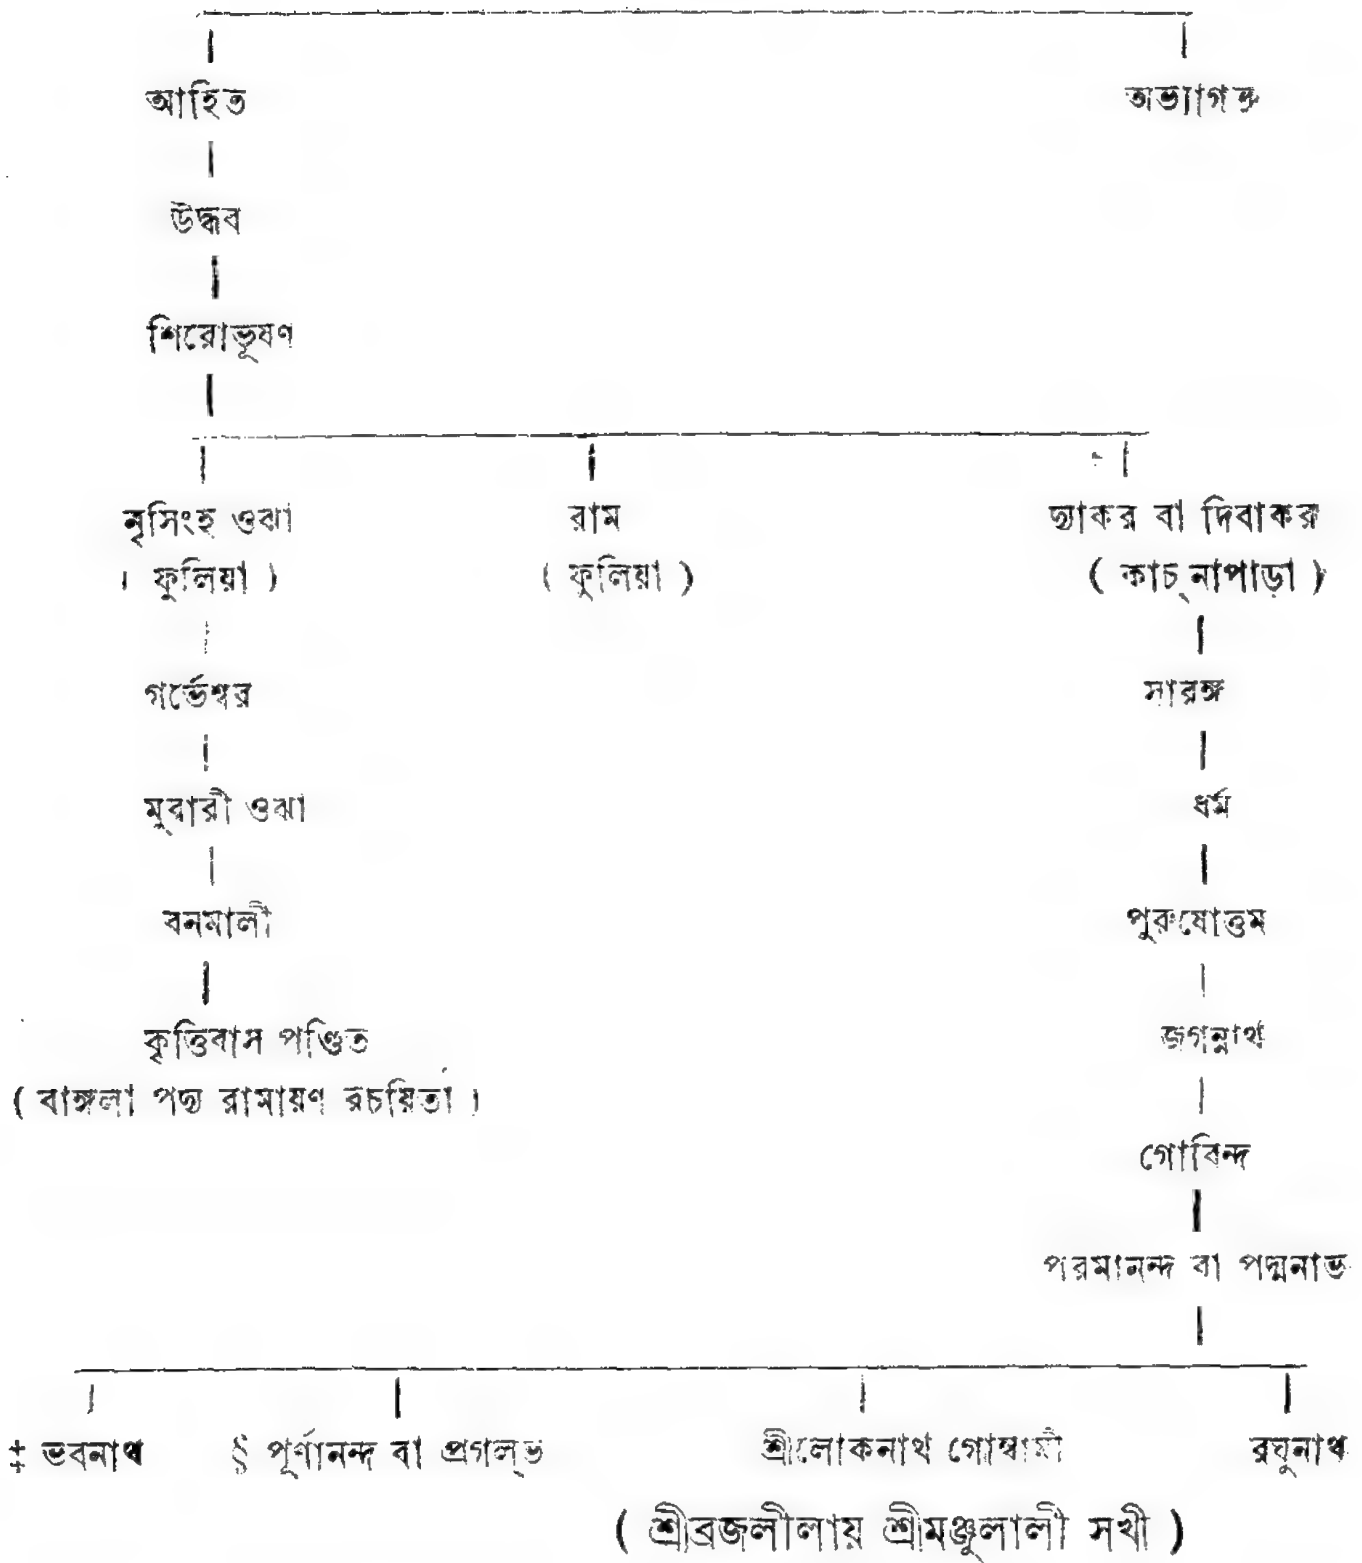 আহিত অভ্যাগত
উদ্ধব
শিরোভূষণ
নৃসিংহ ওঝা রাম দ্যাকর বা দিবাকর
( ফুলিয়া ) ( ফুলিয়া ) ( কাচ্‌নাপাড়া )
গর্ভেশ্বর সারঙ্গ
মুরারী ওঝা ধর্ম
বনমালী পুরুষোত্তম
কৃত্তিবাস পণ্ডিত জগন্নাথ
( বাঙ্গলা পদ্য রামায়ণ রচয়িতা )
গোবিন্দ
পরমানন্দ বা পদ্মনাভ
‡ ভবনাথ § পূর্ণানন্দ বা প্রগল্‌ভ শ্রীলোকনাথ গোস্বামী রঘুনাথ
( শ্রীব্রজলীলায় শ্রীমঞ্জুলালী সখী )